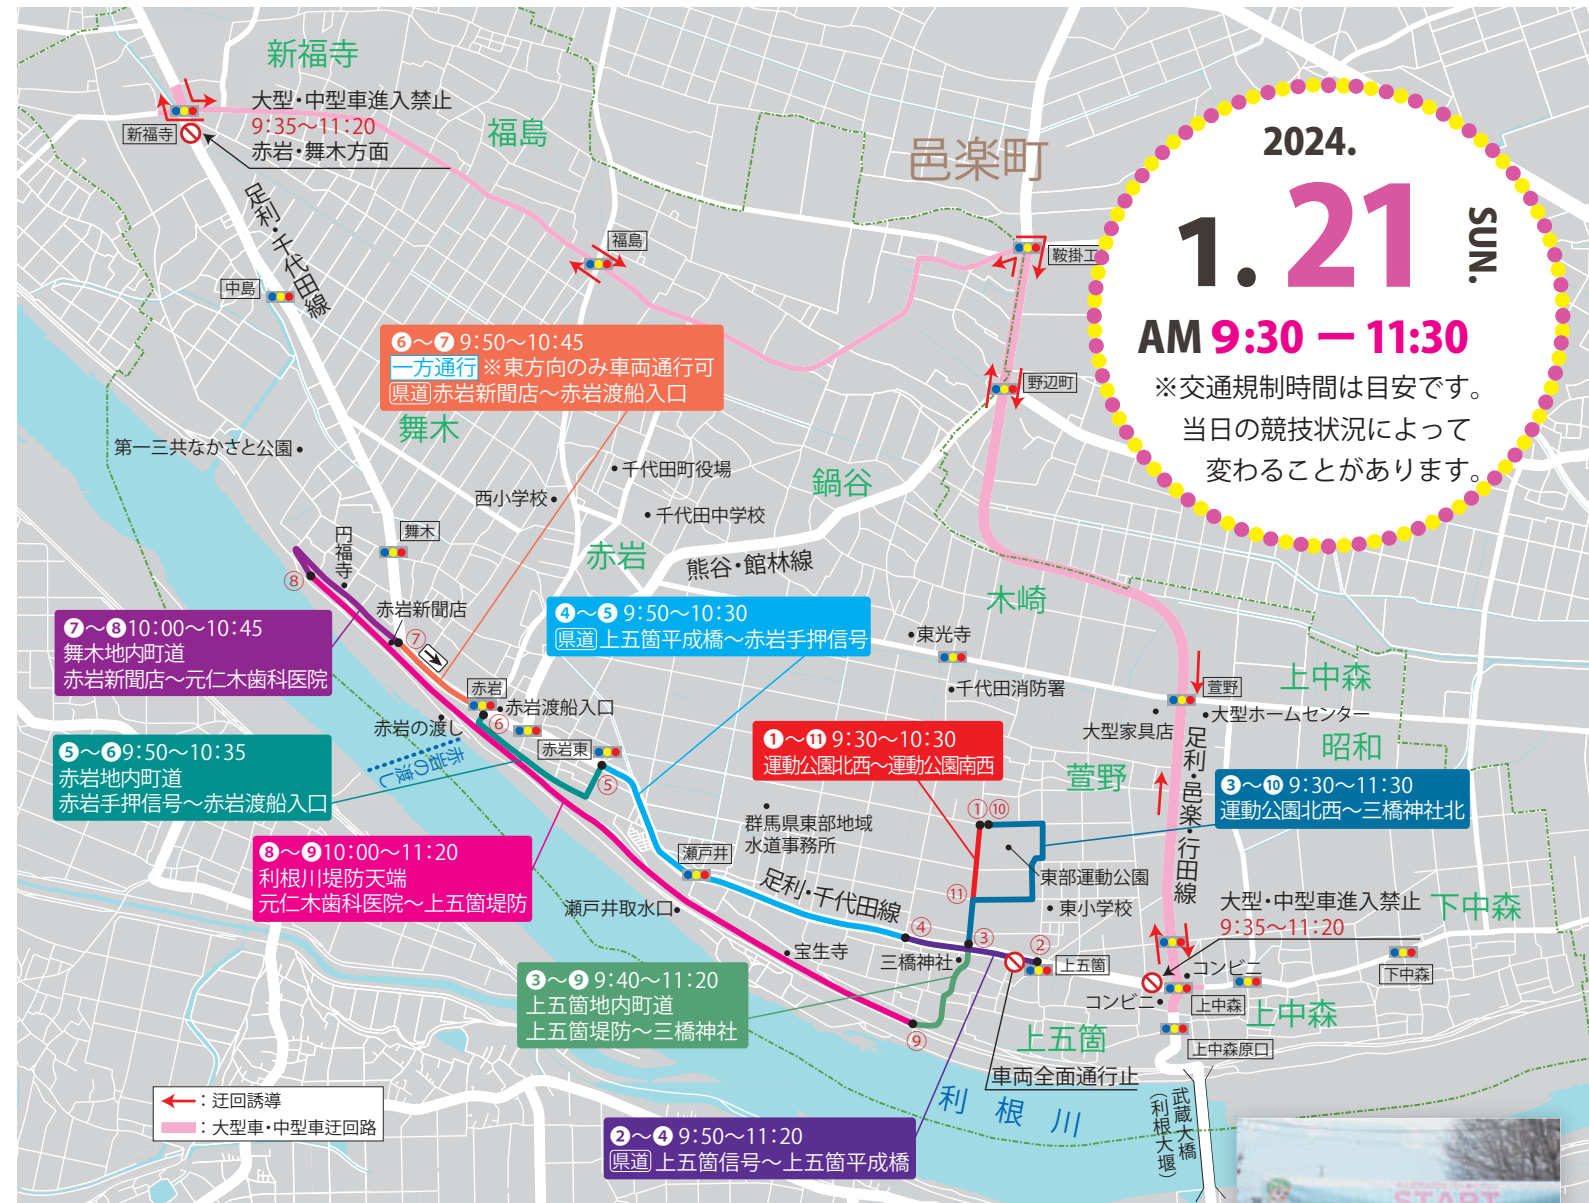 新福寺
大型・中型車進入禁止
9:35〜11:20
赤岩・舞木方面
新福寺
福島
邑楽町
足利・千代田線
福島
鞍掛工
中島
2024.
1. 21
SUN.
AM 9:30 ー 11:30
※交通規制時間は目安です。
当日の競技状況によって
変わることがあります。
❻〜❼ 9:50〜10:45
一方通行 ※東方向のみ車両通行可
県道 赤岩新聞店〜赤岩渡船入口
野辺町
舞木
第一三共なかさと公園
千代田町役場
鍋谷
西小学校
千代田中学校
円福寺
舞木
赤岩
熊谷・館林線
⑧
木崎
赤岩新聞店
❼〜❽10:00〜10:45
舞木地内町道
赤岩新聞店〜元仁木歯科医院
⑦
❹〜❺ 9:50〜10:30
県道 上五箇平成橋〜赤岩手押信号
東光寺
千代田消防署
上中森
萱野
赤岩
赤岩渡船入口
⑥
赤岩の渡し
大型ホームセンター
大型家具店
昭和
赤岩の渡し
赤岩東
❺〜❻9:50〜10:35
赤岩地内町道
赤岩手押信号〜赤岩渡船入口
⑤
❶〜⓫ 9:30〜10:30
運動公園北西〜運動公園南西
萱野
足利・邑楽・行田線
❸〜❿ 9:30〜11:30
運動公園北西〜三橋神社北
①⑩
群馬県東部地域
水道事務所
❽〜❾10:00〜11:20
利根川堤防天端
元仁木歯科医院〜上五箇堤防
瀬戸井
足利・千代田線
東部運動公園
⑪
東小学校
瀬戸井取水口
大型・中型車進入禁止
9:35〜11:20
下中森
④
③
②
宝生寺
三橋神社
上五箇
コンビニ
下中森
コンビニ
上中森
上中森
❸〜❾ 9:40〜11:20
上五箇地内町道
上五箇堤防〜三橋神社
⑨
上五箇
上中森原口
車両全面通行止
利根川
武蔵大橋
(利根大堰)
：迂回誘導
：大型車・中型車迂回路
❷〜❹ 9:50〜11:20
県道 上五箇信号〜上五箇平成橋
START